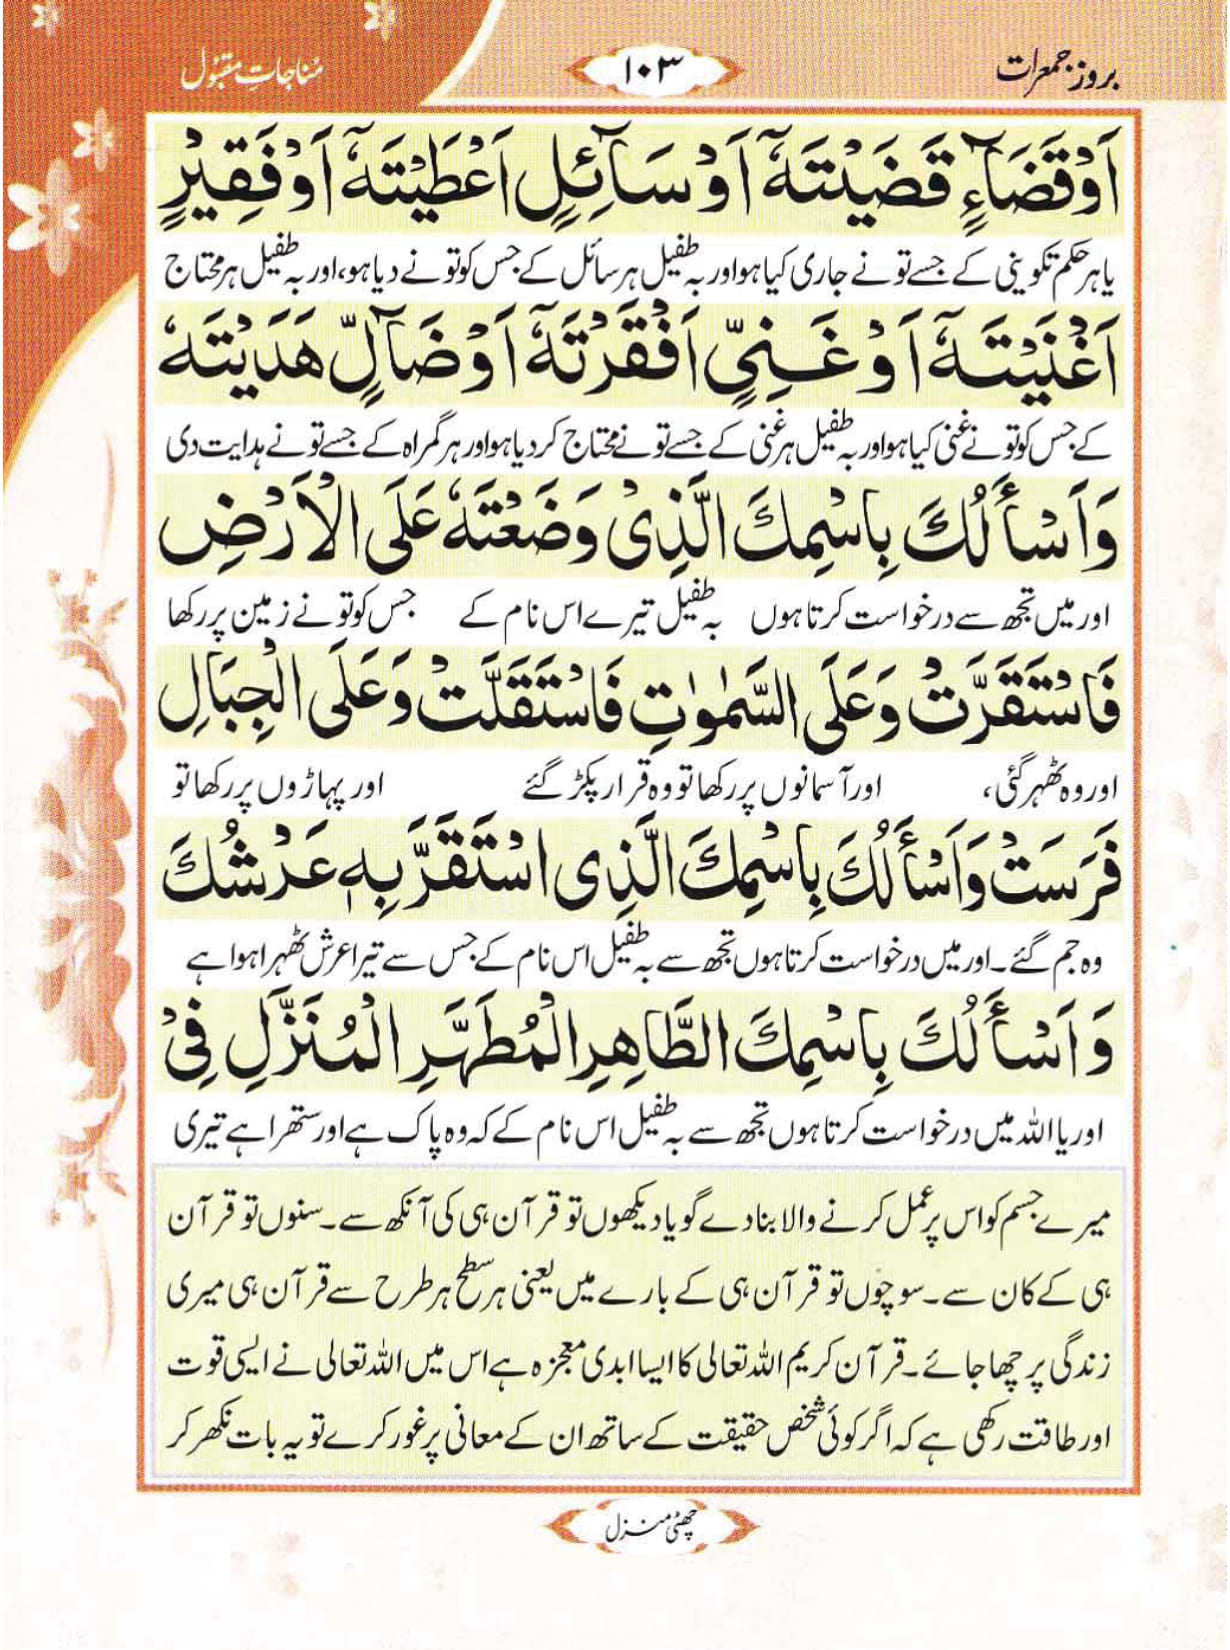 بروز جمعرات
۱۰۳
مُناجاتِ مقبُول
اَوْقَضَآءٍ قَضَيْتَهٗٓ اَوْ سَآئِلٍ اَعْطَيْتَهٗٓ اَوْ فَقِيْرٍ
یا ہر حکم تکوینی کے جسے تو نے جاری کیا ہو اور بہ طفیل ہر سائل کے جس کو تو نے دیا ہو، اور بہ طفیل ہر محتاج
اَغْنَيْتَهٗٓ اَوْ غَنِيٍّ اَفْقَرْتَهٗٓ اَوْ ضَآلٍّ هَدَيْتَهٗ
کے جس کو تو نے غنی کیا ہو اور بہ طفیل ہر غنی کے جسے تو نے محتاج کر دیا ہو اور ہر گمراہ کے جسے تو نے ہدایت دی
وَاَسْأَلُكَ بِاسْمِكَ الَّذِىْ وَضَعْتَهٗ عَلَى الْاَرْضِ
اور میں تجھ سے درخواست کرتا ہوں بہ طفیل تیرے اس نام کے جس کو تو نے زمین پر رکھا
فَاسْتَقَرَّتْ وَعَلَى السَّمٰوٰتِ فَاسْتَقَلَّتْ وَعَلَى الْجِبَالِ
اور وہ ٹھہر گئی، اور آسمانوں پر رکھا تو وہ قرار پکڑ گئے اور پہاڑوں پر رکھا تو
فَرَسَتْ وَاَسْأَلُكَ بِاسْمِكَ الَّذِى اسْتَقَرَّ بِهٖ عَرْشُكَ
وہ جم گئے۔ اور میں درخواست کرتا ہوں تجھ سے بہ طفیل اس نام کے جس سے تیرا عرش ٹھہرا ہوا ہے
وَاَسْأَلُكَ بِاسْمِكَ الطَّاهِرِ الْمُطَهَّرِ الْمُنَزَّلِ فِىْ
اور یا اللہ میں درخواست کرتا ہوں تجھ سے بہ طفیل اس نام کے کہ وہ پاک ہے اور ستھرا ہے تیری
میرے جسم کو اس پر عمل کرنے والا بنا دے گویا دیکھوں تو قرآن ہی کی آنکھ سے۔ سنوں تو قرآن
ہی کے کان سے۔ سوچوں تو قرآن ہی کے بارے میں یعنی ہر سطح ہر طرح سے قرآن ہی میری
زندگی پر چھا جائے۔ قرآن کریم اللہ تعالیٰ کا ایسا ابدی معجزہ ہے اس میں اللہ تعالیٰ نے ایسی قوت
اور طاقت رکھی ہے کہ اگر کوئی شخص حقیقت کے ساتھ ان کے معانی پر غور کرے تو یہ بات نکھر کر
چھٹی منزل